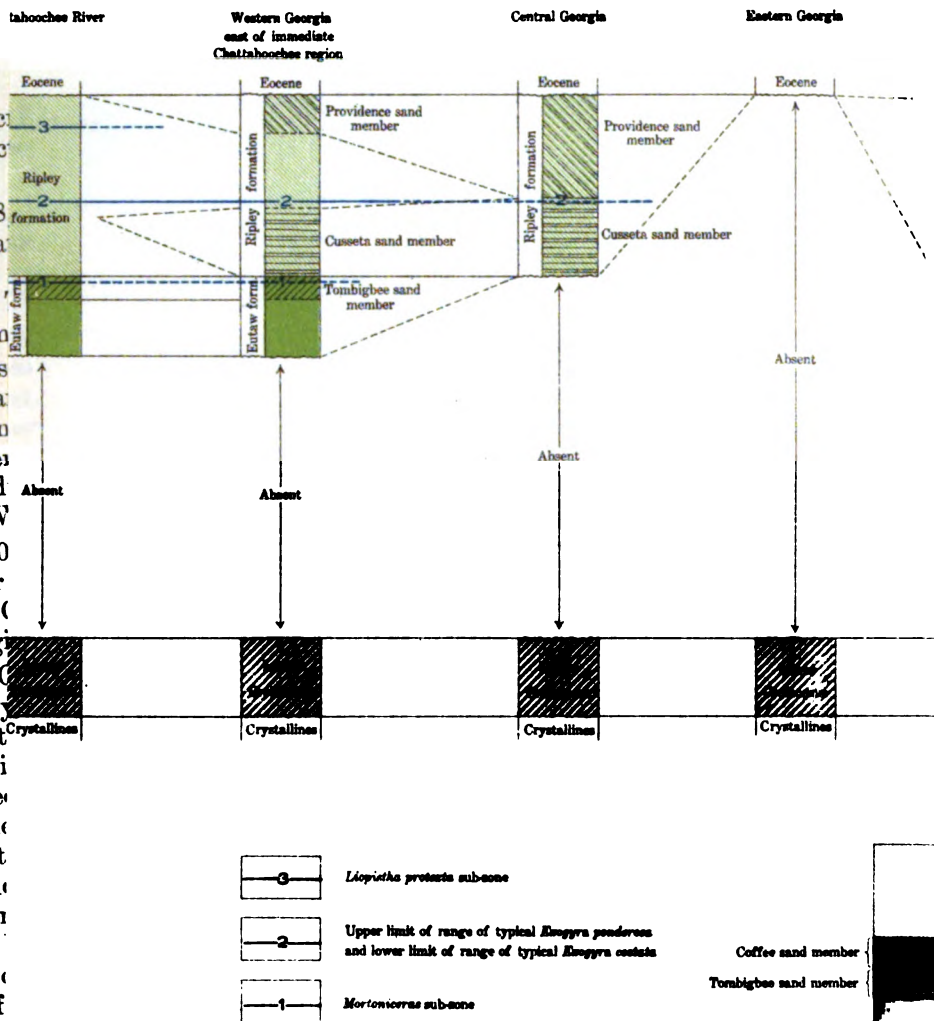 tahoochee River
Western Georgia
east of immediate
Chattahoochee region
Central Georgia
Eastern Georgia
Eocene
Eocene
Eocene
Eocene
3
Ripley
2
formation
1
Eutaw form.
Absent
Crystallines
Ripley formation
Providence sand
member
2
Cusseta sand member
1
Eutaw form.
Tombigbee sand
member
Absent
Crystallines
Ripley formation
Providence sand
member
2
Cusseta sand member
Absent
Crystallines
Absent
Crystallines
3
Liopistha protexta sub-zone
2
Upper limit of range of typical Exogyra ponderosa
and lower limit of range of typical Exogyra costata
1
Mortoniceras sub-zone
Coffee sand member
Tombigbee sand member